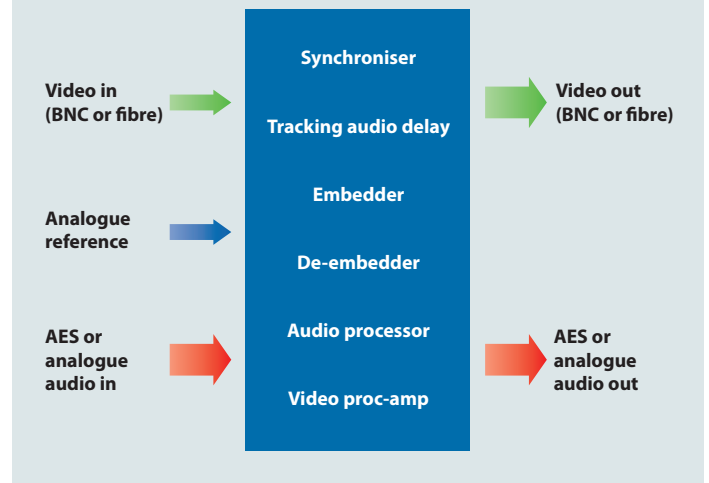 Video in
(BNC or fibre)
Analogue
reference
AES or
analogue
audio in
Synchroniser
Tracking audio delay
Embedder
De-embedder
Audio processor
Video proc-amp
Video out
(BNC or fibre)
AES or
analogue
audio out